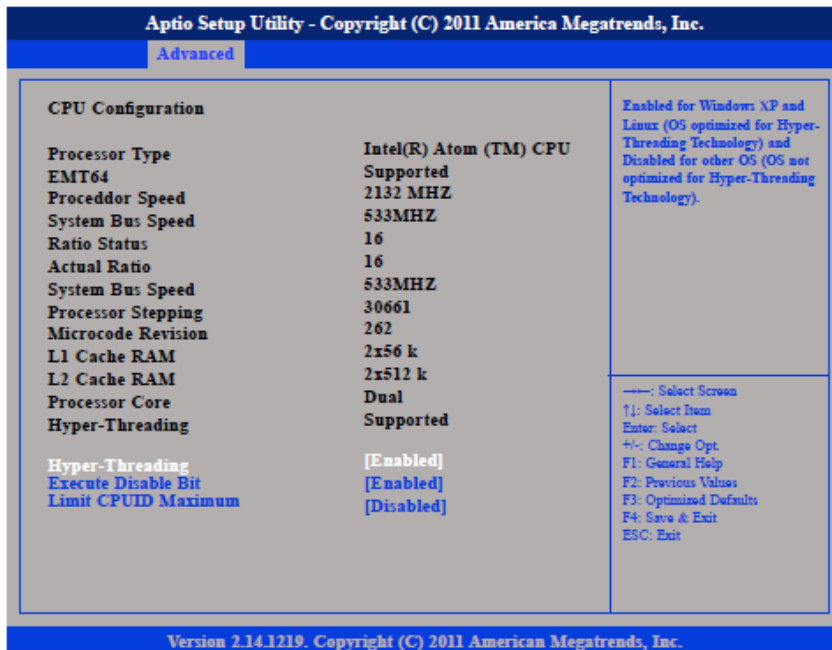 Aptio Setup Utility - Copyright (C) 2011 America Megatrends, Inc.
Advanced
CPU Configuration
Processor Type Intel(R) Atom (TM) CPU
EMT64 Supported
Proceddor Speed 2132 MHZ
System Bus Speed 533MHZ
Ratio Status 16
Actual Ratio 16
System Bus Speed 533MHZ
Processor Stepping 30661
Microcode Revision 262
L1 Cache RAM 2x56 k
L2 Cache RAM 2x512 k
Processor Core Dual
Hyper-Threading Supported
Hyper-Threading [Enabled]
Execute Disable Bit [Enabled]
Limit CPUID Maximum [Disabled]
Enabled for Windows XP and
Linux (OS optimized for Hyper-
Threading Technology) and
Disabled for other OS (OS not
optimized for Hyper-Threading
Technology).
→←: Select Screen
↑↓: Select Item
Enter: Select
+/-: Change Opt.
F1: General Help
F2: Previous Values
F3: Optimized Defaults
F4: Save & Exit
ESC: Exit
Version 2.14.1219. Copyright (C) 2011 American Megatrends, Inc.